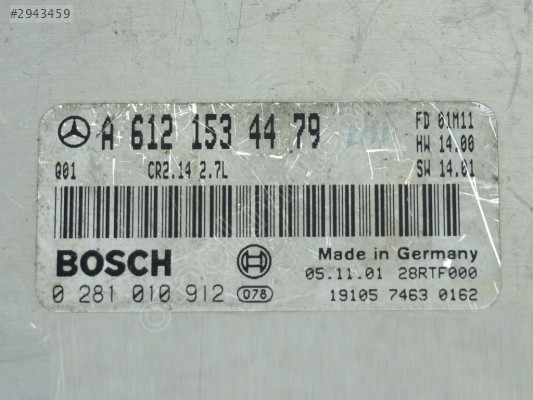 #2943459
A 612 153 44 79 FD 01M11
HW 14.00
Q01 CR2.14 2.7L SW 14.01
BOSCH Made in Germany
05.11.01 28RTF000
0 281 010 912 078 19105 7463 0162